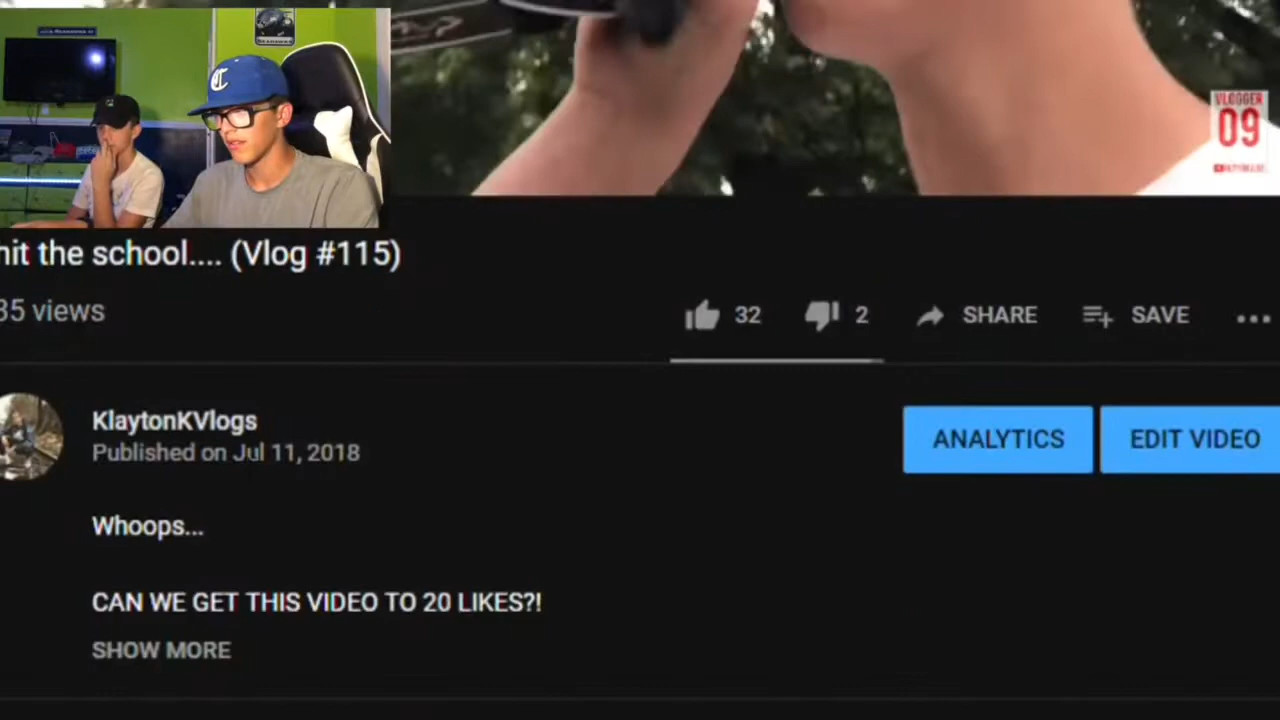 SEAHAWKS
VLOGGER
09
hit the school.... (Vlog #115)
35 views
32
2
SHARE
SAVE
KlaytonKVlogs
Published on Jul 11, 2018
ANALYTICS
EDIT VIDEO
Whoops...
CAN WE GET THIS VIDEO TO 20 LIKES?!
SHOW MORE